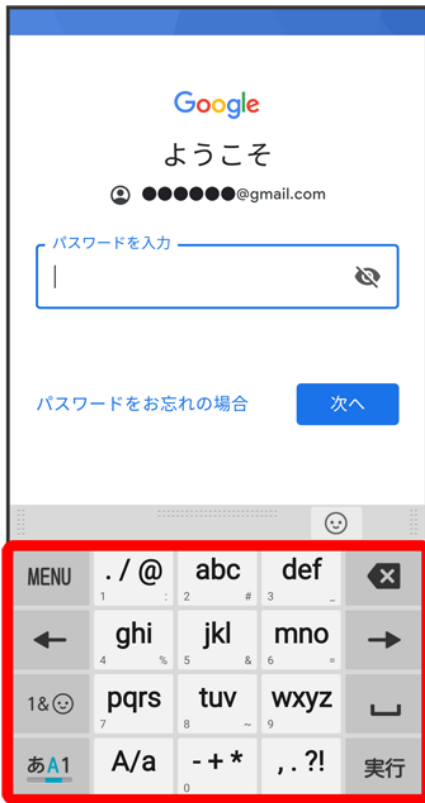 Google
ようこそ
●●●●●●@gmail.com
パスワードを入力
パスワードをお忘れの場合 次へ
MENU ./@ abc def
1 : 2 # 3 _
ghi jkl mno
4 % 5 & 6 =
1& pqrs tuv wxyz
7 8 ~ 9
あA1 A/a -+* ,.?! 実行
0